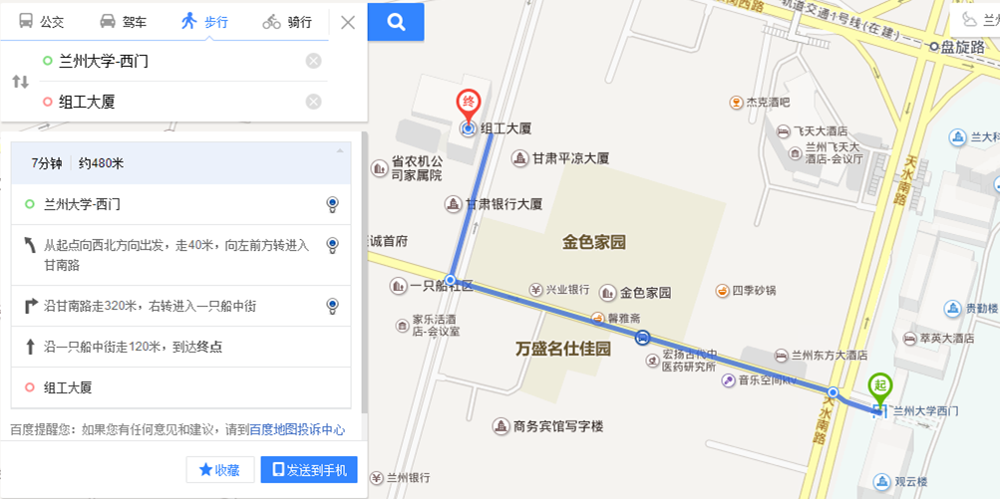 公交
驾车
步行
骑行
兰州大学-西门
组工大厦
7分钟 约480米
兰州大学-西门
从起点向西北方向出发，走40米，向左前方转进入
甘南路
沿甘南路走320米，右转进入一只船中街
沿一只船中街走120米，到达终点
组工大厦
百度提醒您：如果您有任何意见和建议，请到百度地图投诉中心
收藏
发送到手机
轨道交通1号线(在建)
盘旋路
兰州
终
组工大厦
杰克酒吧
飞天大酒店
兰州飞天大
酒店-会议厅
兰大科
甘肃平凉大厦
省农机公
司家属院
天水南路
甘肃银行大厦
诚首府
金色家园
一只船社区
兴业银行
金色家园
四季砂锅
贵勤楼
家乐活酒
店-会议室
馨雅斋
萃英大酒店
万盛名仕佳园
宏扬古代中
医药研究所
兰州东方大酒店
音乐空间ktv
起
天水南路
兰州大学西门
商务宾馆写字楼
兰州银行
观云楼